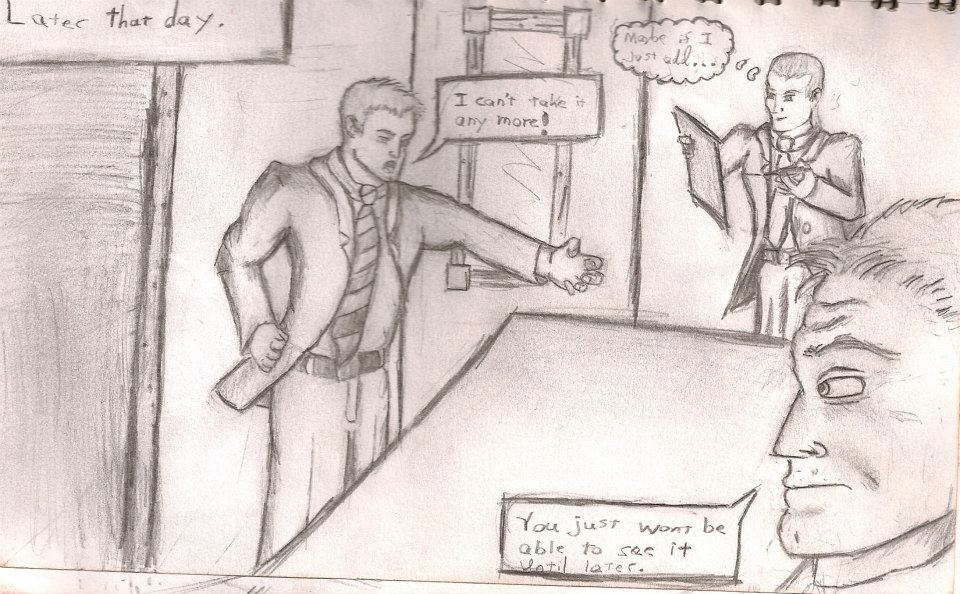 Later that day.
I can't take it
any more!
Maybe if I
just add....
You just wont be
able to see it
until later.